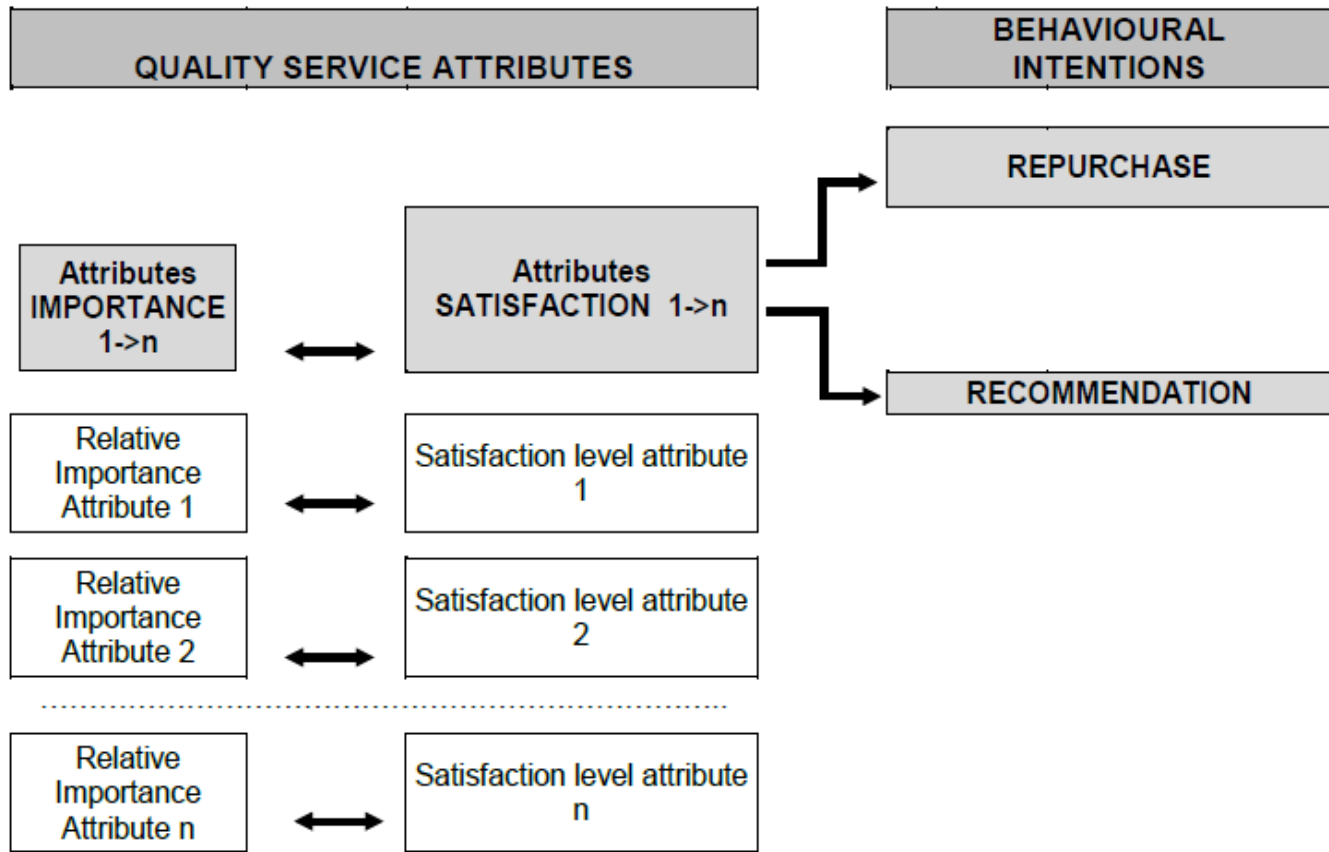 QUALITY SERVICE ATTRIBUTES
BEHAVIOURAL
INTENTIONS
REPURCHASE
Attributes
IMPORTANCE
1->n
Attributes
SATISFACTION 1->n
RECOMMENDATION
Relative
Importance
Attribute 1
Satisfaction level attribute
1
Relative
Importance
Attribute 2
Satisfaction level attribute
2
Relative
Importance
Attribute n
Satisfaction level attribute
n